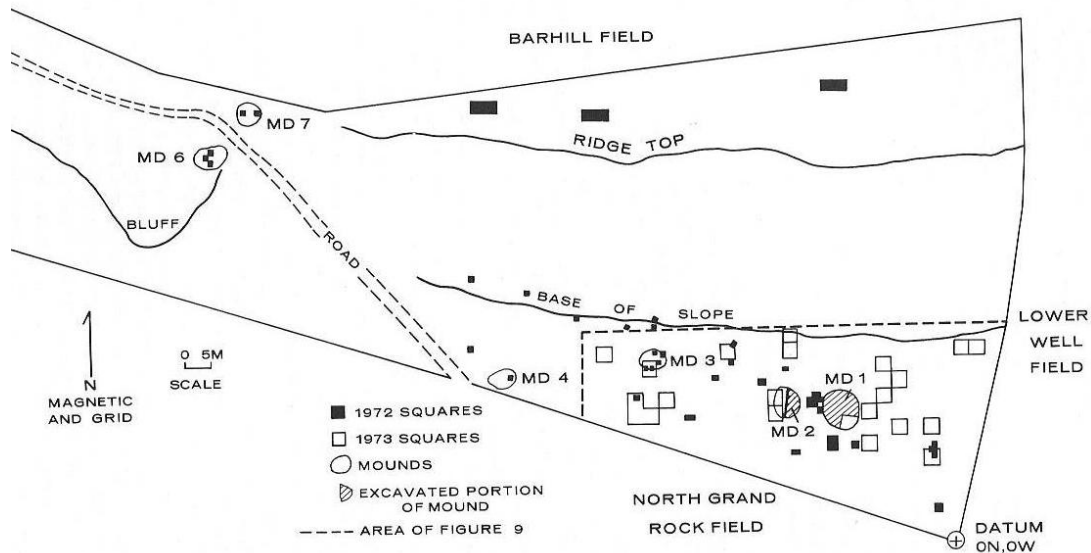 BARHILL FIELD
MD 7
RIDGE TOP
MD 6
BLUFF
ROAD
BASE OF SLOPE
LOWER
WELL
FIELD
0 5M
SCALE
N
MAGNETIC
AND GRID
MD 3
MD 4
MD 1
MD 2
1972 SQUARES
1973 SQUARES
MOUNDS
EXCAVATED PORTION
OF MOUND
AREA OF FIGURE 9
NORTH GRAND
ROCK FIELD
DATUM
0N,0W